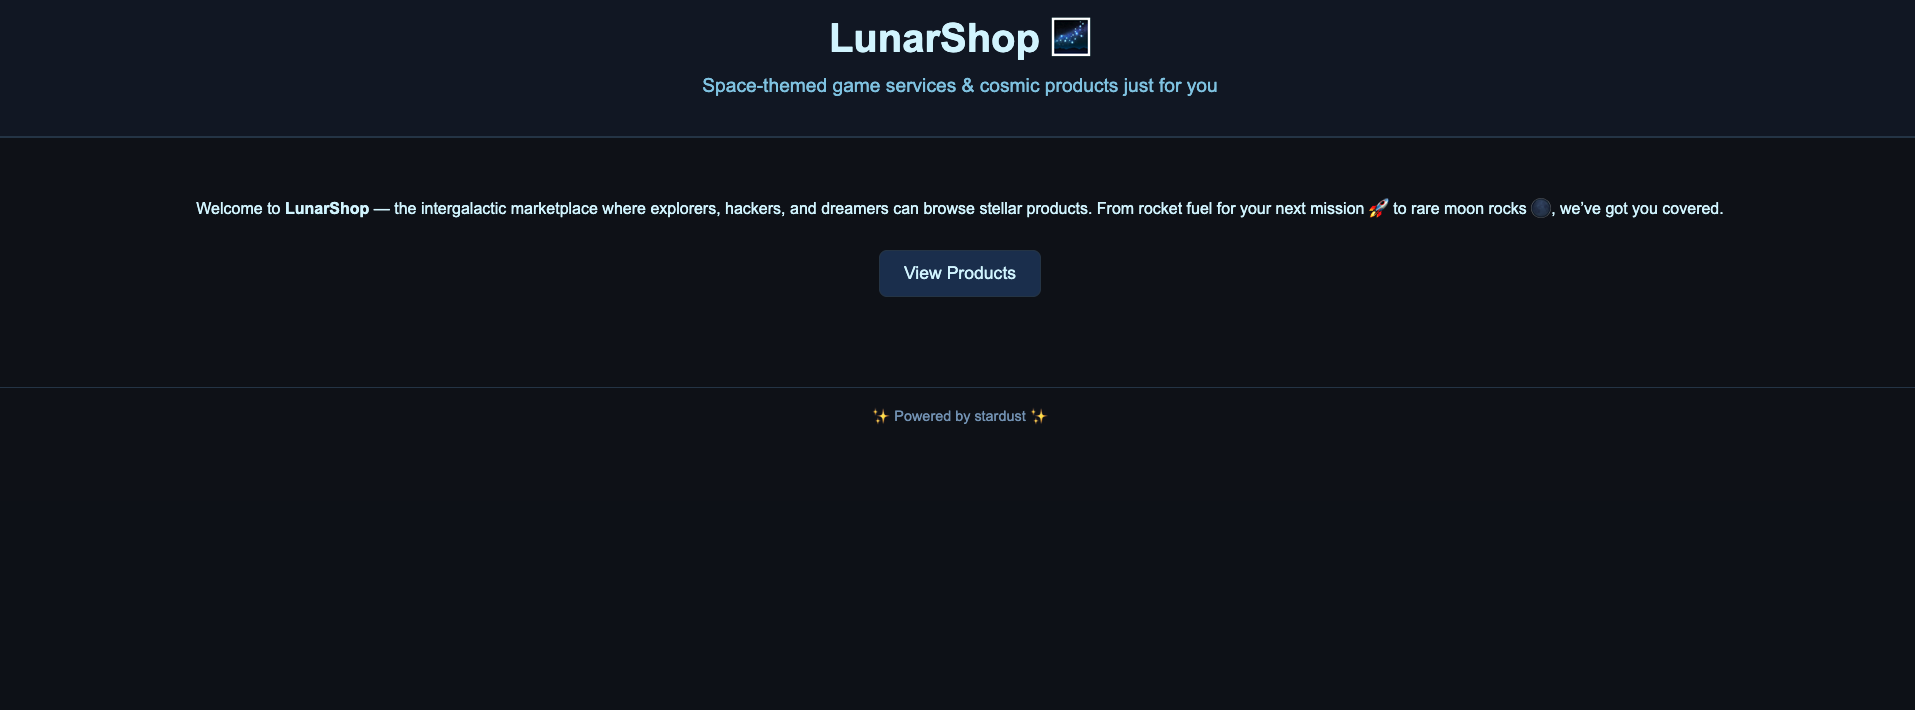 LunarShop 🌌
Space-themed game services & cosmic products just for you
Welcome to LunarShop — the intergalactic marketplace where explorers, hackers, and dreamers can browse stellar products. From rocket fuel for your next mission 🚀 to rare moon rocks 🌑, we’ve got you covered.
View Products
✨ Powered by stardust ✨